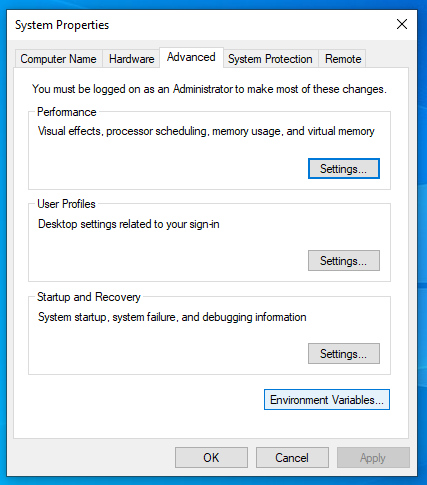 System Properties
Computer Name Hardware Advanced System Protection Remote
You must be logged on as an Administrator to make most of these changes.
Performance
Visual effects, processor scheduling, memory usage, and virtual memory
Settings...
User Profiles
Desktop settings related to your sign-in
Settings...
Startup and Recovery
System startup, system failure, and debugging information
Settings...
Environment Variables...
OK Cancel Apply